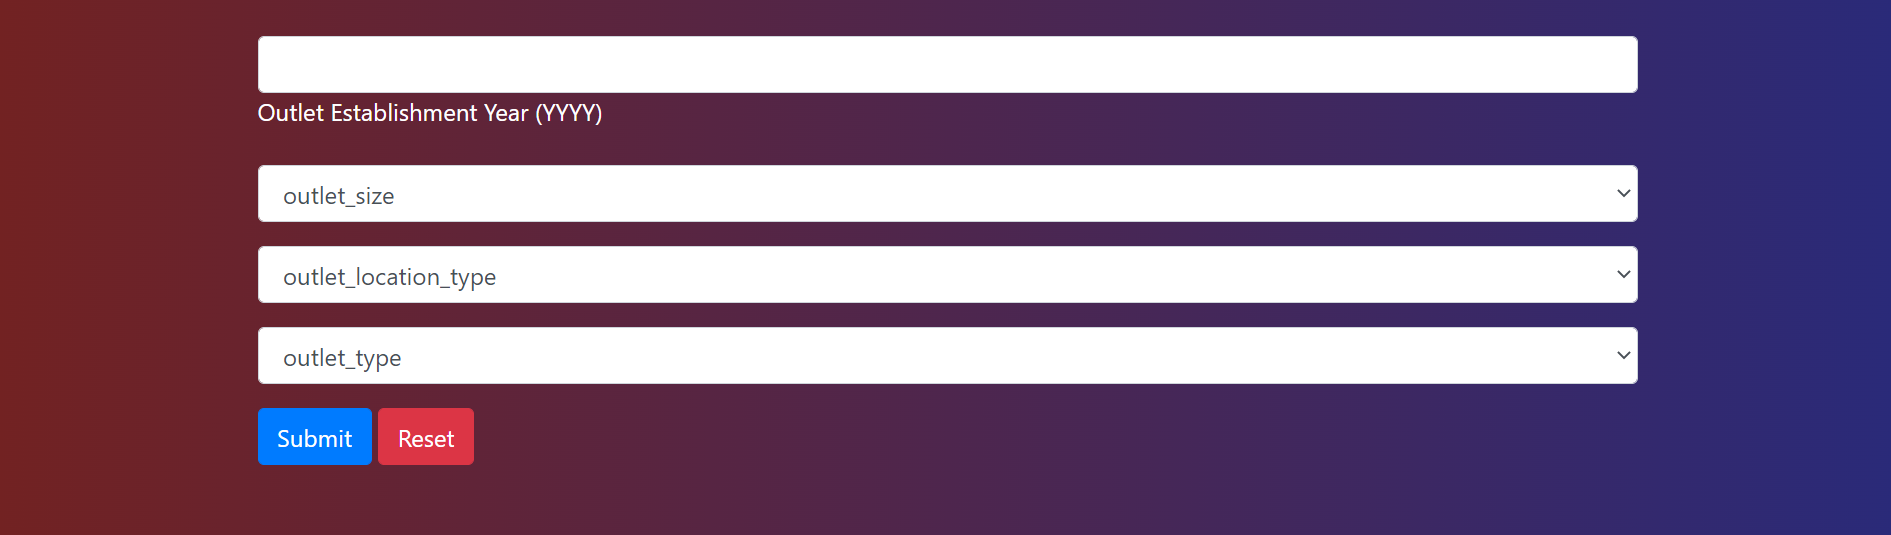 Outlet Establishment Year (YYYY)
outlet_size
outlet_location_type
outlet_type
Submit Reset